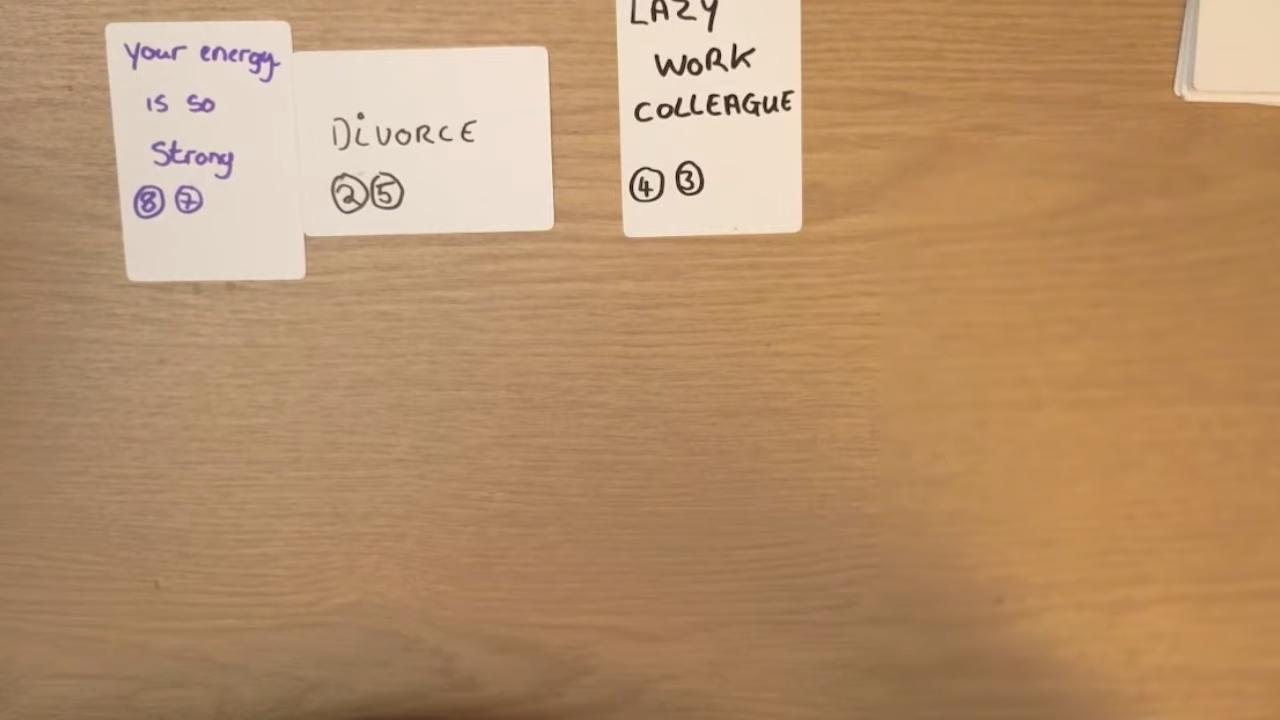 Your energy
is so
Strong
8 7
DiVORCE
2 5
LAZY
WORK
COLLEAGUE
4 3